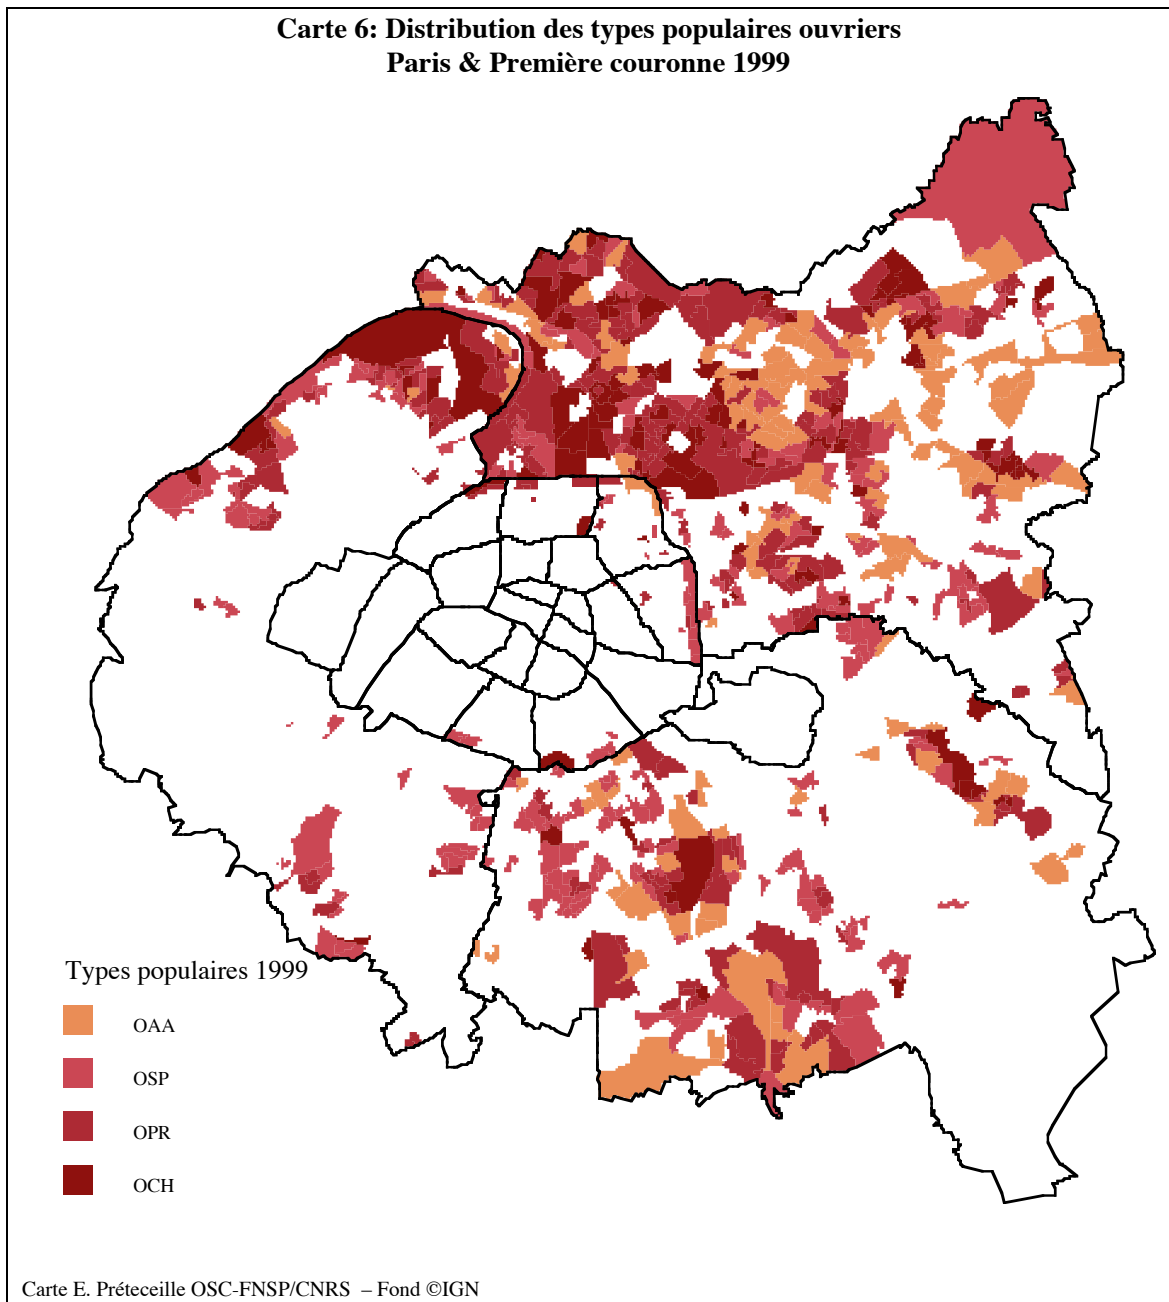 Carte 6: Distribution des types populaires ouvriers
Paris & Première couronne 1999
Types populaires 1999
OAA
OSP
OPR
OCH
Carte E. Préteceille OSC-FNSP/CNRS – Fond ©IGN